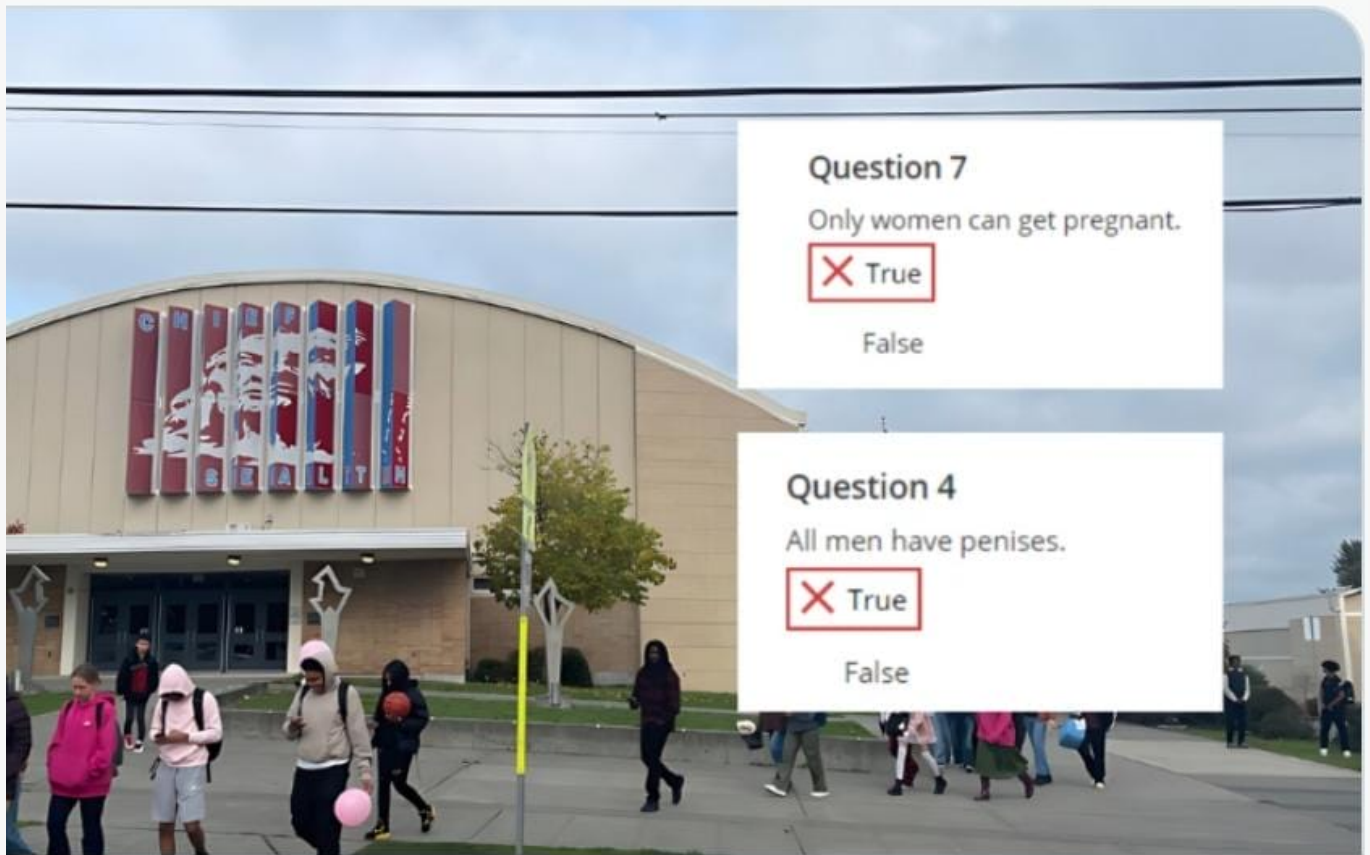 CHIEF
SEALTH
Question 7
Only women can get pregnant.
True
False
Question 4
All men have penises.
True
False